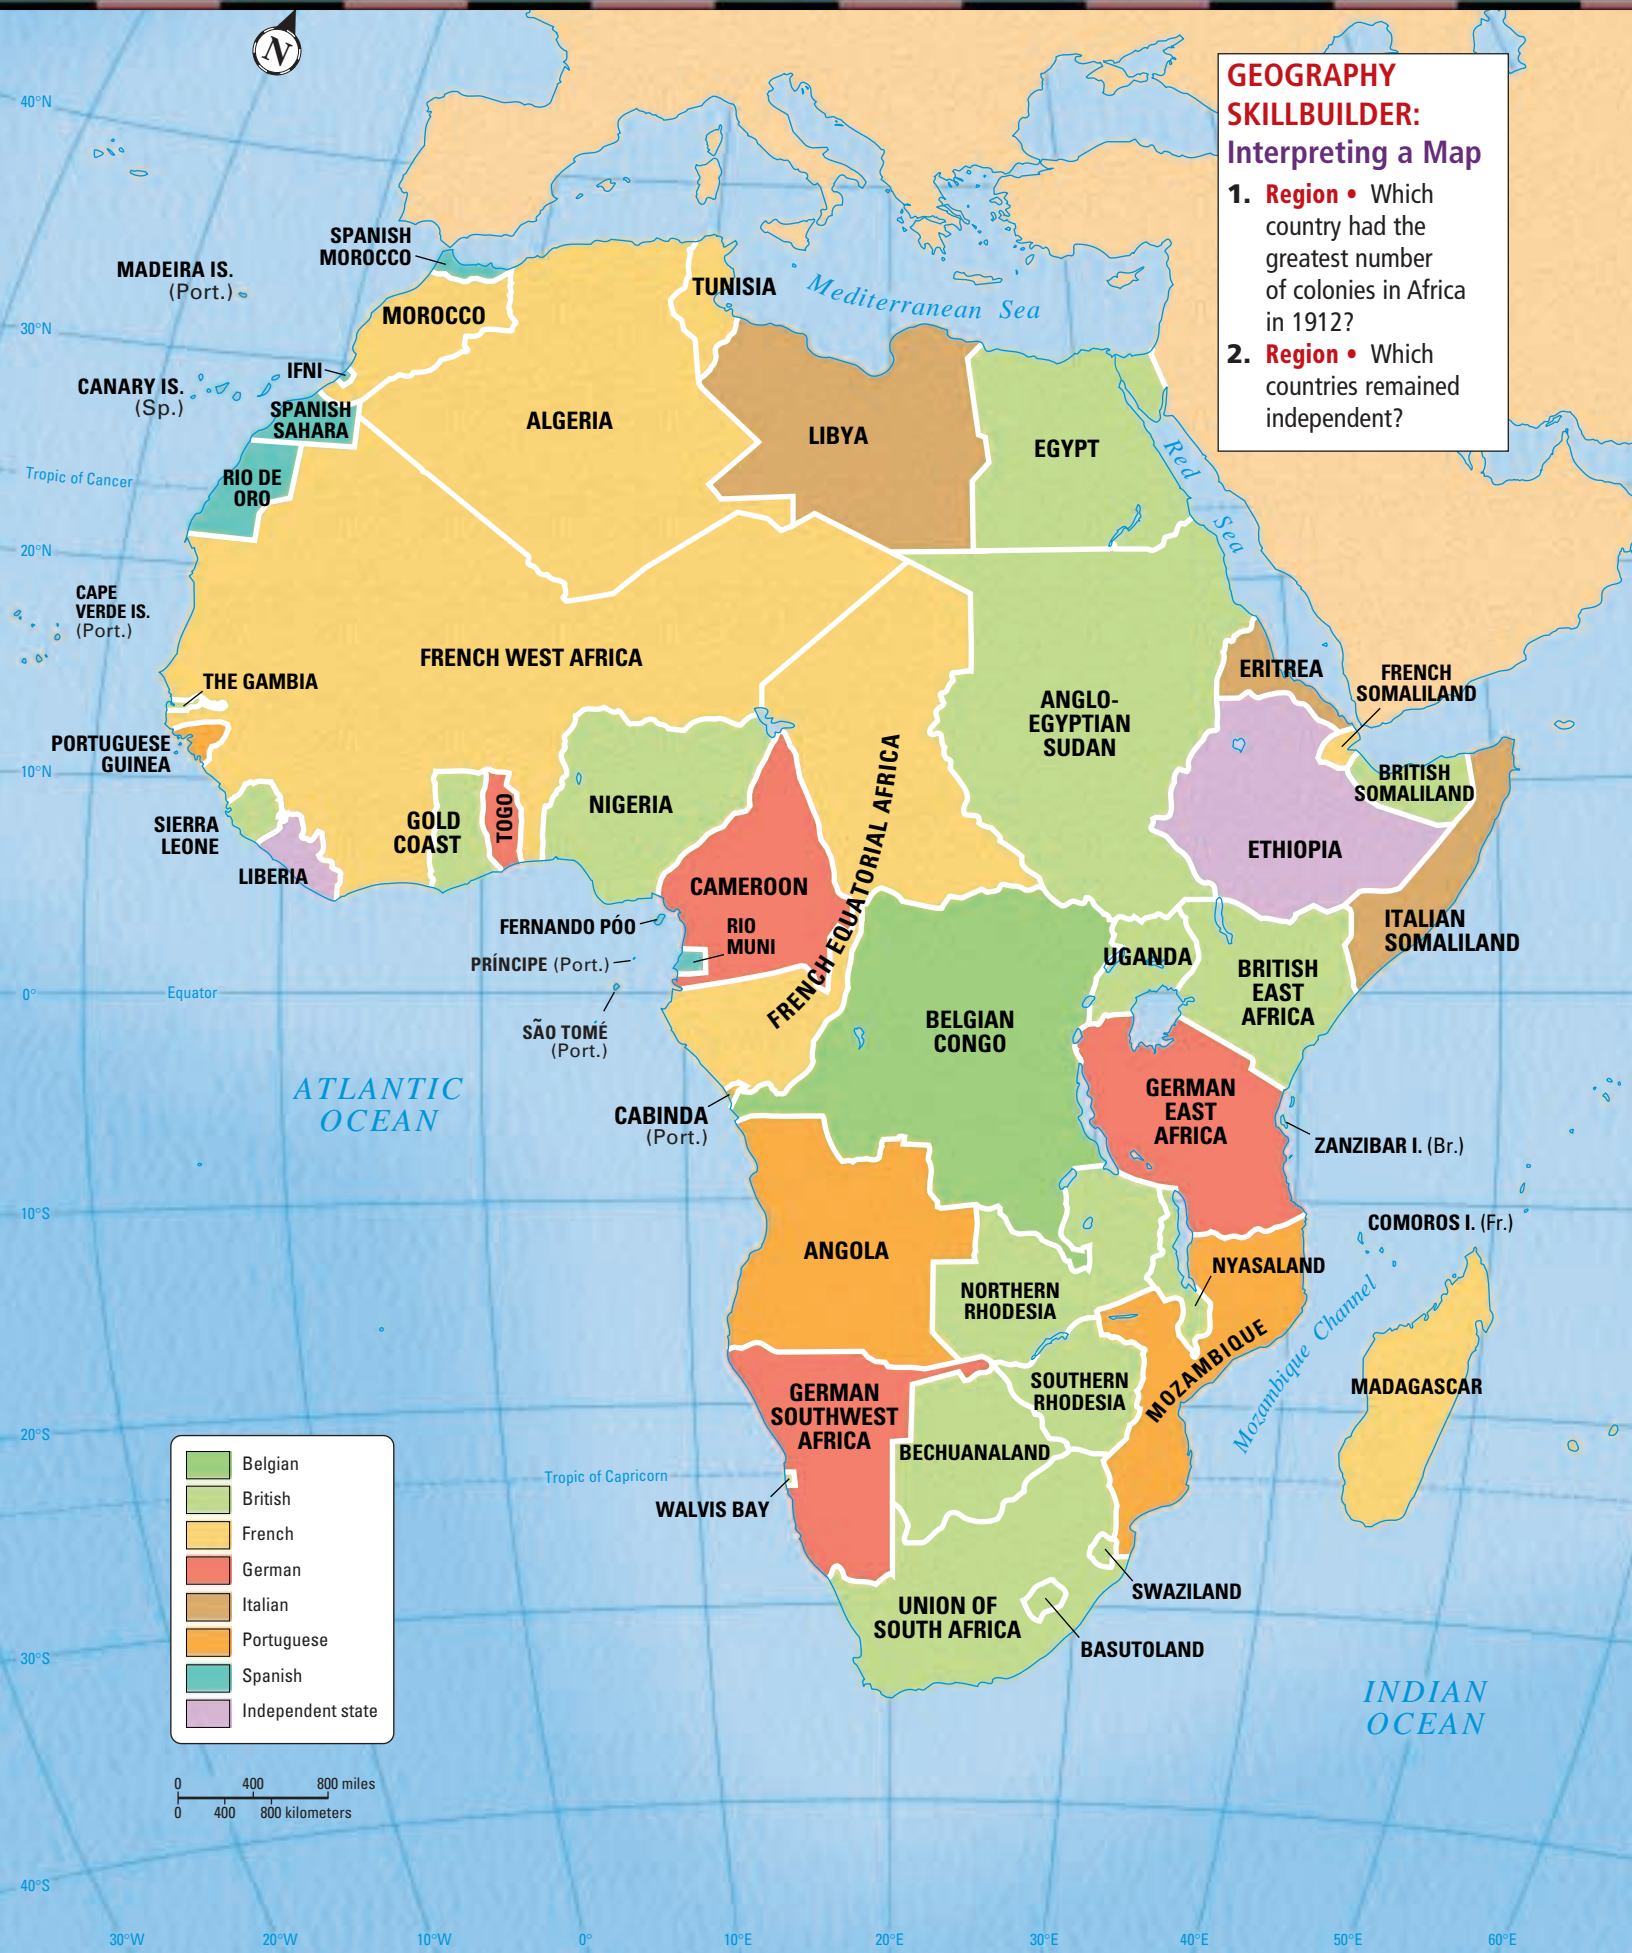 N
GEOGRAPHY
SKILLBUILDER:
Interpreting a Map
1. Region • Which
country had the
greatest number
of colonies in Africa
in 1912?
2. Region • Which
countries remained
independent?
40°N
SPANISH
MOROCCO
MADEIRA IS.
(Port.)
TUNISIA
Mediterranean Sea
MOROCCO
30°N
IFNI
CANARY IS.
(Sp.)
SPANISH
SAHARA
ALGERIA
LIBYA
EGYPT
Red Sea
Tropic of Cancer
RIO DE
ORO
20°N
CAPE
VERDE IS.
(Port.)
FRENCH WEST AFRICA
THE GAMBIA
ERITREA
FRENCH
SOMALILAND
ANGLO-
EGYPTIAN
SUDAN
PORTUGUESE
GUINEA
10°N
BRITISH
SOMALILAND
NIGERIA
TOGO
GOLD
COAST
SIERRA
LEONE
LIBERIA
ETHIOPIA
FRENCH EQUATORIAL AFRICA
CAMEROON
FERNANDO PÓO
RIO
MUNI
ITALIAN
SOMALILAND
PRÍNCIPE (Port.)
UGANDA
BRITISH
EAST
AFRICA
0°
Equator
SÃO TOMÉ
(Port.)
BELGIAN
CONGO
ATLANTIC
OCEAN
GERMAN
EAST
AFRICA
CABINDA
(Port.)
ZANZIBAR I. (Br.)
10°S
COMOROS I. (Fr.)
ANGOLA
NYASALAND
NORTHERN
RHODESIA
MOZAMBIQUE
Mozambique Channel
MADAGASCAR
SOUTHERN
RHODESIA
GERMAN
SOUTHWEST
AFRICA
20°S
BECHUANALAND
Tropic of Capricorn
WALVIS BAY
SWAZILAND
UNION OF
SOUTH AFRICA
BASUTOLAND
30°S
INDIAN
OCEAN
Belgian
British
French
German
Italian
Portuguese
Spanish
Independent state
0 400 800 miles
0 400 800 kilometers
40°S
30°W 20°W 10°W 0° 10°E 20°E 30°E 40°E 50°E 60°E